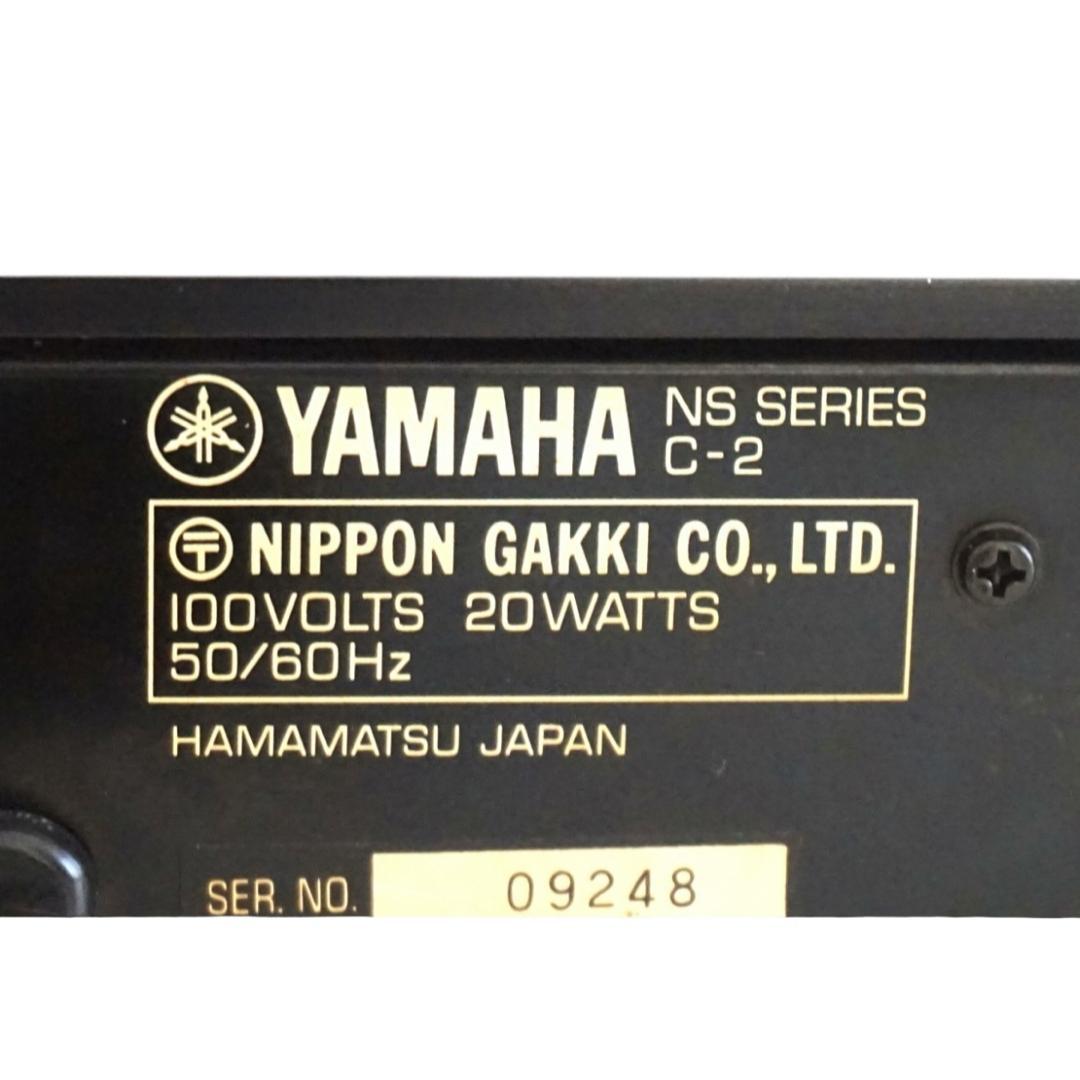 YAMAHA NS SERIES
C-2
〒 NIPPON GAKKI CO., LTD.
100VOLTS 20WATTS
50/60Hz
HAMAMATSU JAPAN
SER. NO. 09248